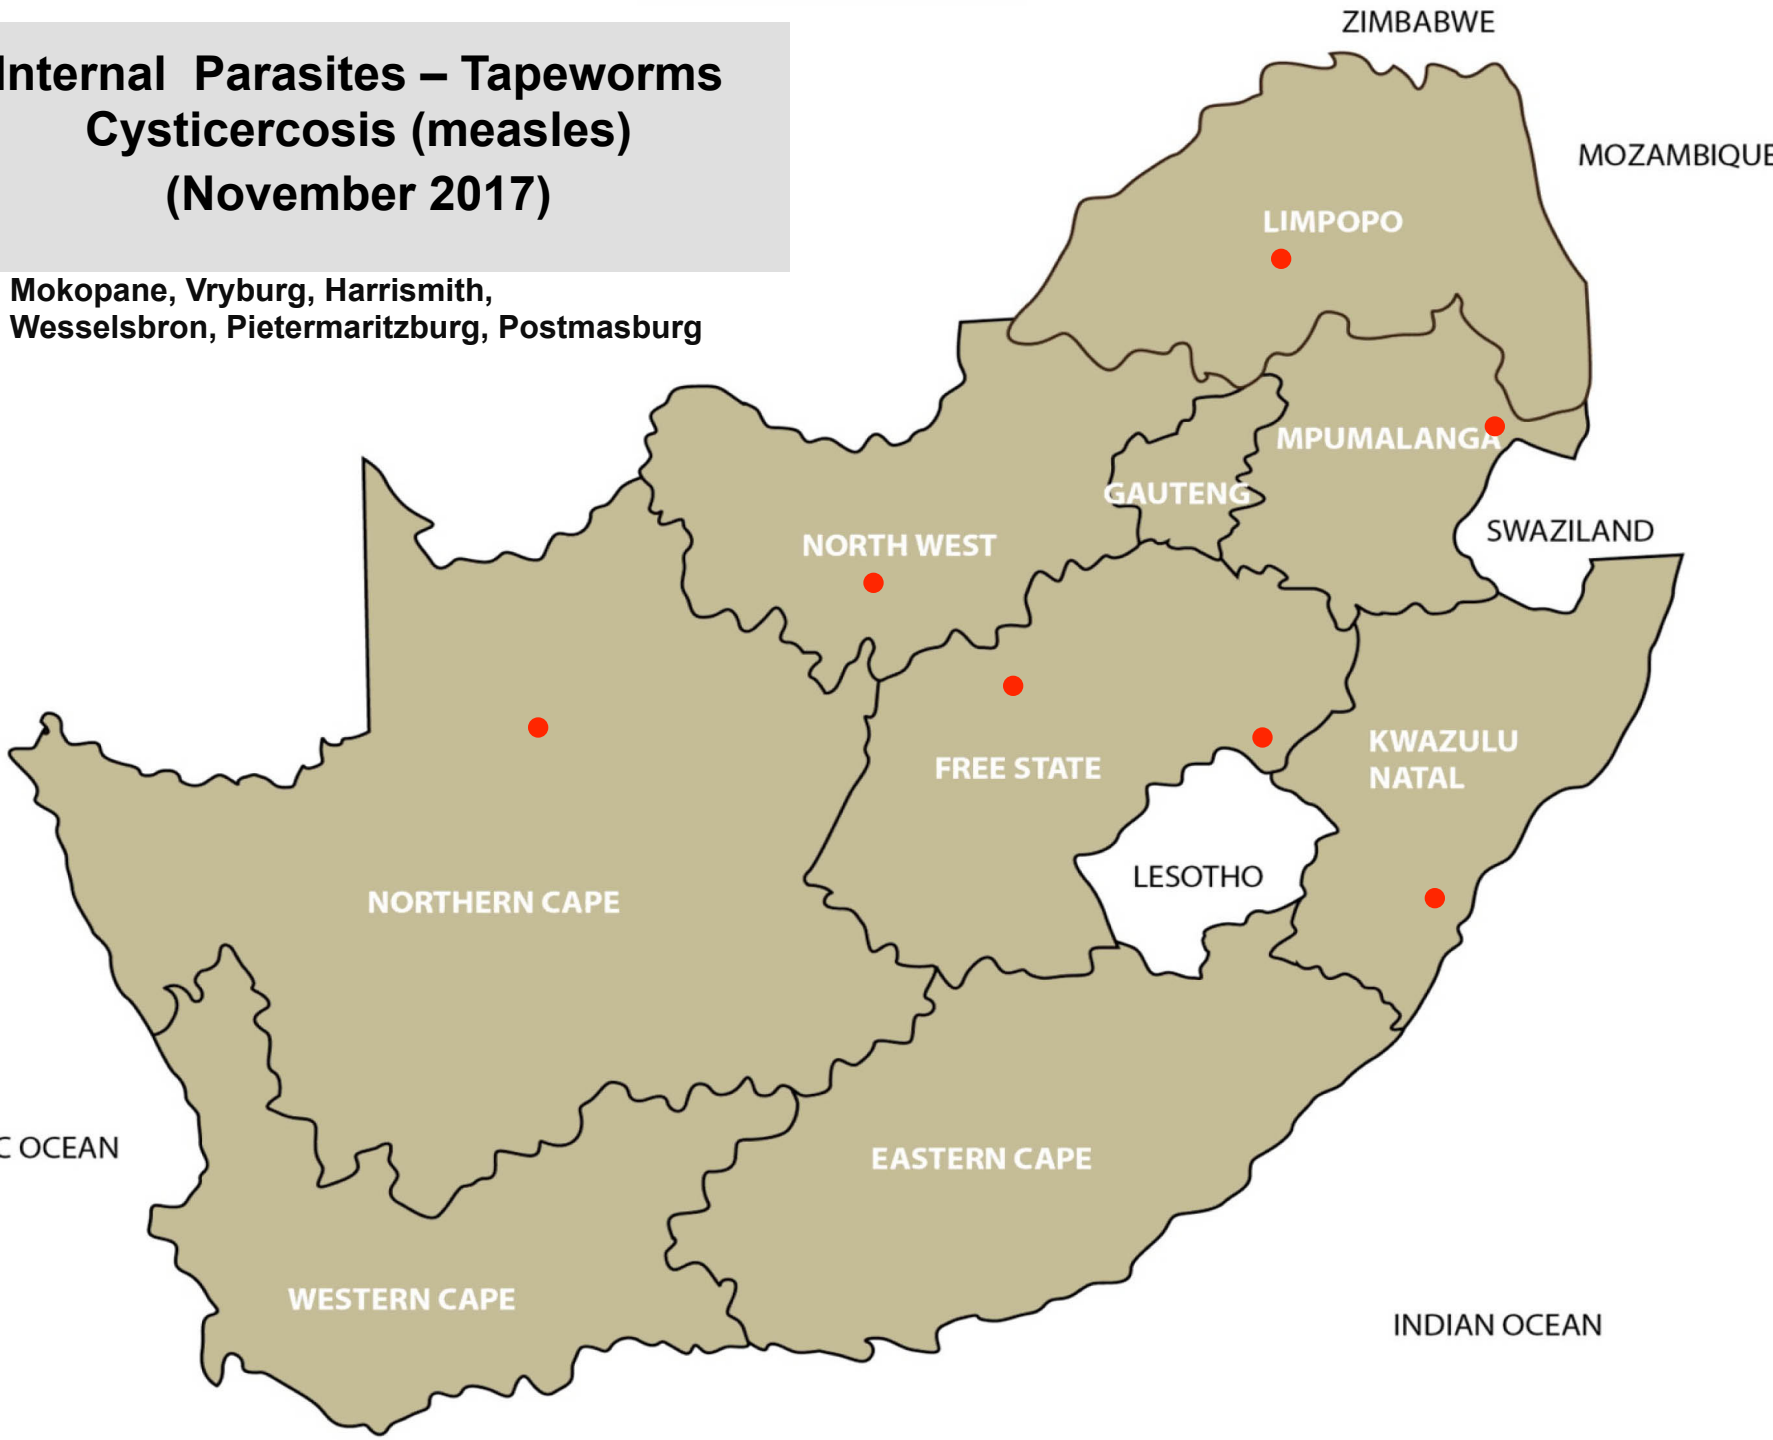 Internal Parasites – Tapeworms
Cysticercosis (measles)
(November 2017)
Mokopane, Vryburg, Harrismith,
Wesselsbron, Pietermaritzburg, Postmasburg
ZIMBABWE
MOZAMBIQUE
LIMPOPO
MPUMALANGA
GAUTENG
SWAZILAND
NORTH WEST
KWAZULU
NATAL
FREE STATE
LESOTHO
NORTHERN CAPE
C OCEAN
EASTERN CAPE
WESTERN CAPE
INDIAN OCEAN